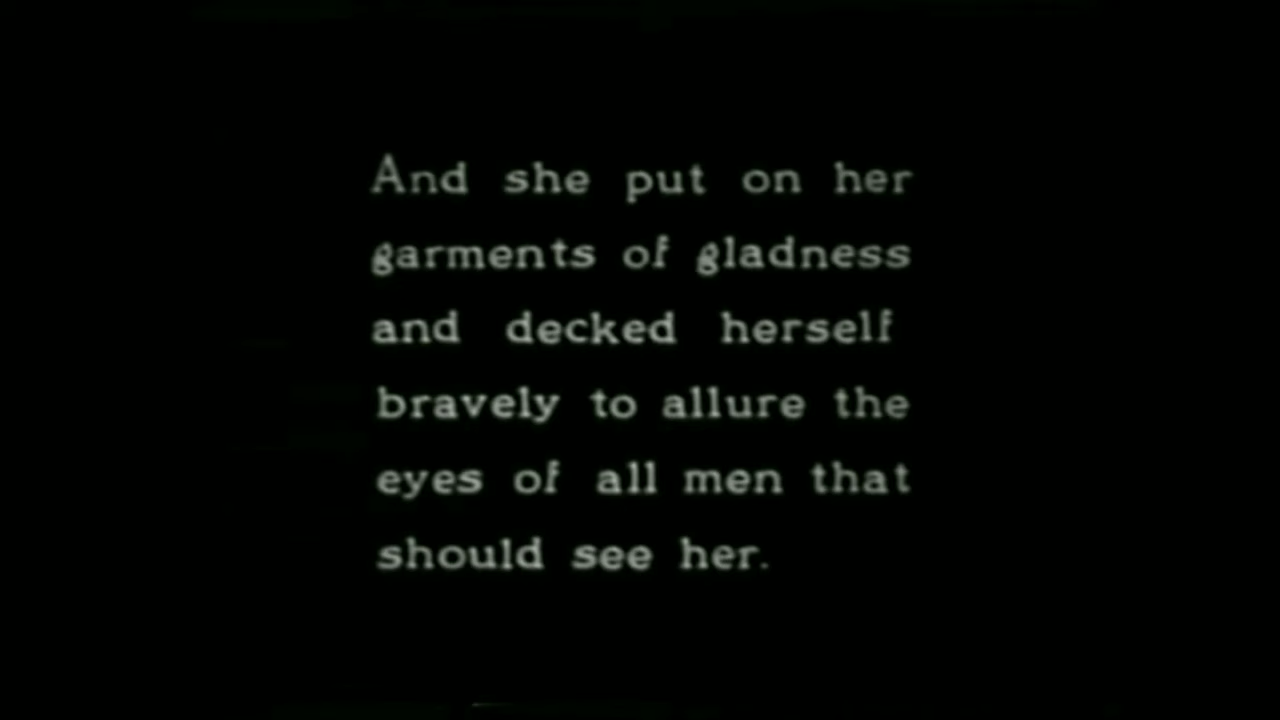 And she put on her
garments of gladness
and decked herself
bravely to allure the
eyes of all men that
should see her.